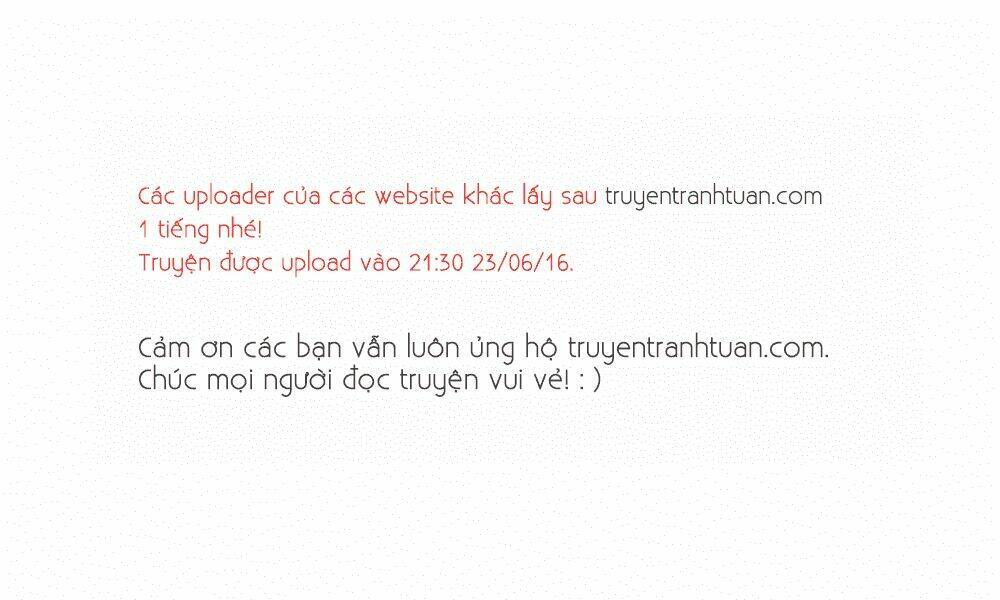 Các uploader của các website khác lấy sau truyentranhtuan.com
1 tiếng nhé!
Truyện được upload vào 21:30 23/06/16.
Cảm ơn các bạn vẫn luôn ủng hộ truyentranhtuan.com.
Chúc mọi người đọc truyện vui vẻ! : )